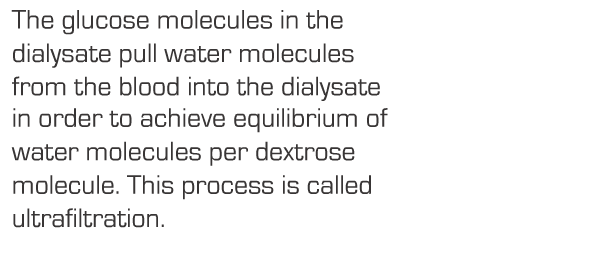 The glucose molecules in the
dialysate pull water molecules
from the blood into the dialysate
in order to achieve equilibrium of
water molecules per dextrose
molecule. This process is called
ultrafiltration.